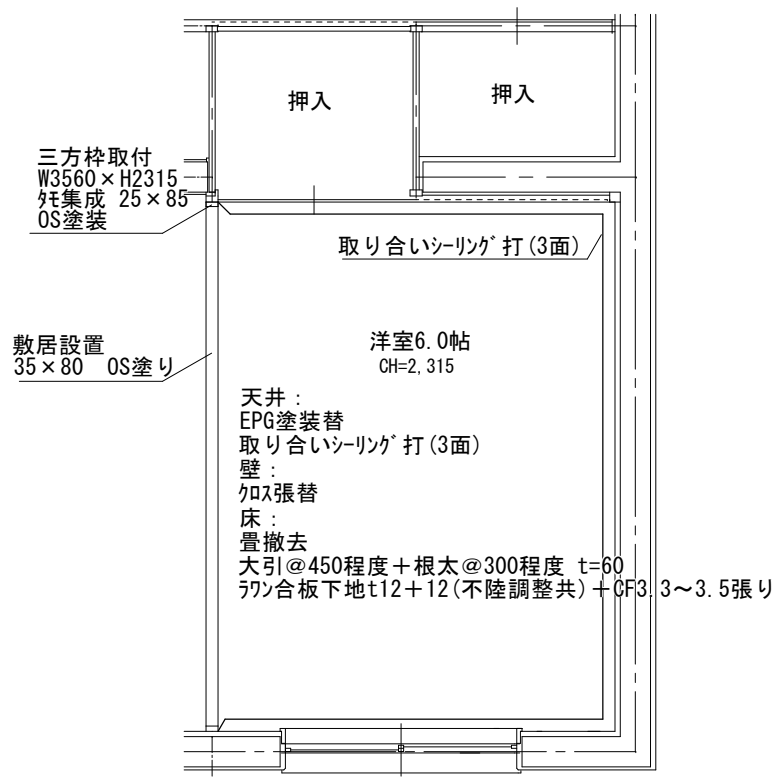 押入
押入
三方枠取付
W3560×H2315
ﾀﾓ集成 25×85
OS塗装
取り合いｼｰﾘﾝｸﾞ打(3面)
敷居設置
35×80 OS塗り
洋室6.0帖
CH=2,315
天井：
EPG塗装替
取り合いｼｰﾘﾝｸﾞ打(3面)
壁：
ｸﾛｽ張替
床：
畳撤去
大引@450程度＋根太@300程度 t=60
ﾗﾜﾝ合板下地t12＋12(不陸調整共)＋CF3.3～3.5張り